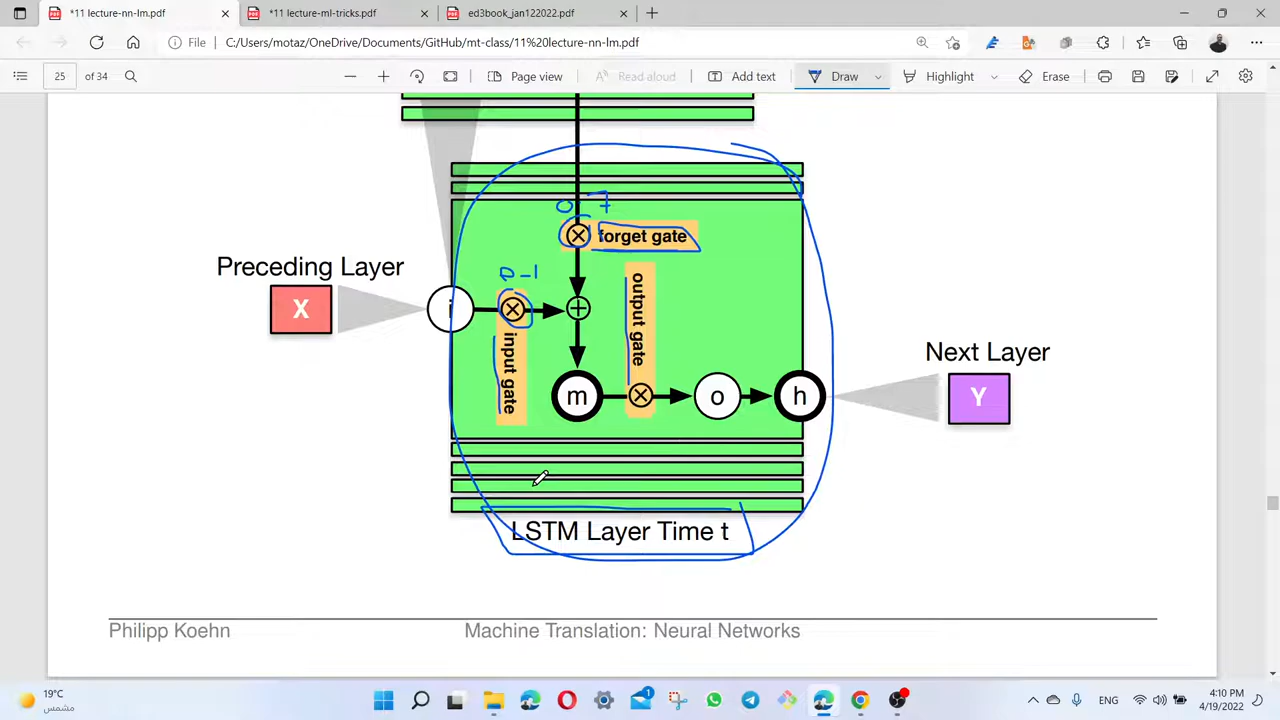 *11 lecture-nn-lm.pdf
*11 lecture-ml-tricks.pdf
ed3book_jan122022.pdf
File
C:/Users/motaz/OneDrive/Documents/GitHub/mt-class/11%20lecture-nn-lm.pdf
25 of 34
Page view
Read aloud
Add text
Draw
Highlight
Erase
forget gate
Preceding Layer
X
i
input gate
output gate
m
o
h
Next Layer
Y
LSTM Layer Time t
Philipp Koehn
Machine Translation: Neural Networks
19°C
مشمس
1
ENG
4:10 PM
4/19/2022